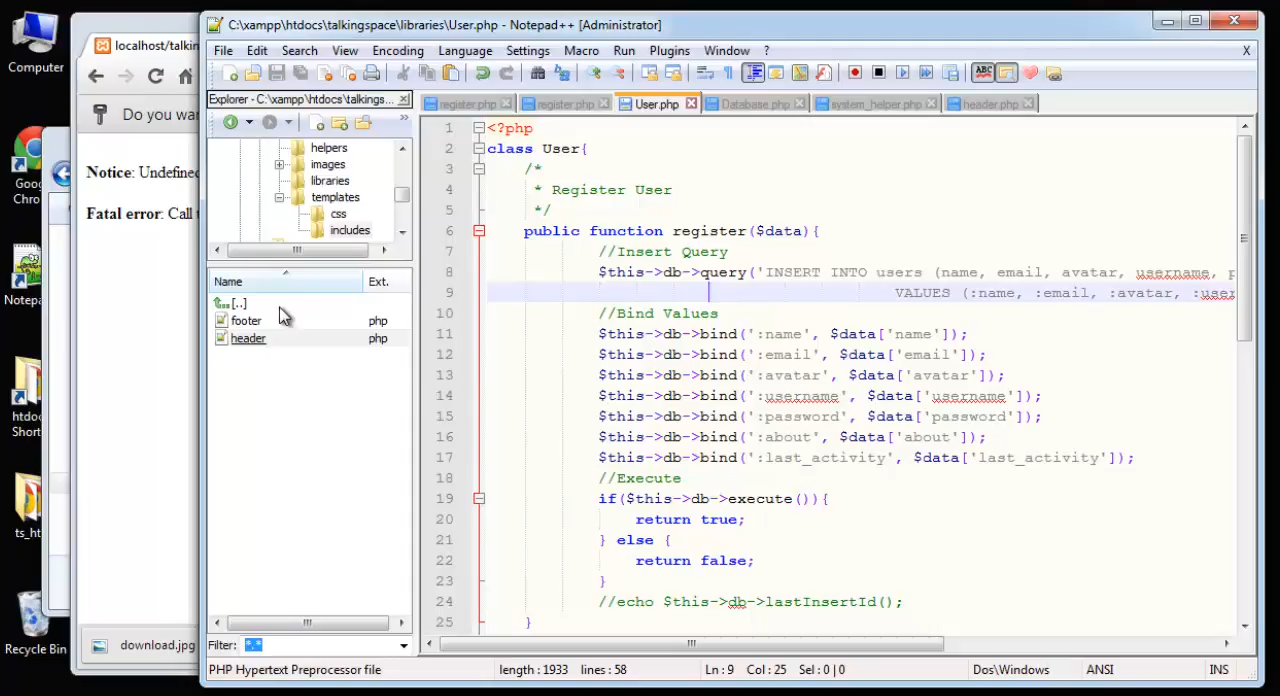 C:\xampp\htdocs\talkingspace\libraries\User.php - Notepad++ [Administrator]
File Edit Search View Encoding Language Settings Macro Run Plugins Window ? X
Explorer - C:\xampp\htdocs\talkings...
register.php register.php User.php Database.php system_helper.php header.php
helpers
images
libraries
templates
css
includes
Name Ext.
[..]
footer php
header php
Filter: *.*
1 <?php
2 class User{
3 /*
4 * Register User
5 */
6 public function register($data){
7 //Insert Query
8 $this->db->query('INSERT INTO users (name, email, avatar, username, p
9 VALUES (:name, :email, :avatar, :user
10 //Bind Values
11 $this->db->bind(':name', $data['name']);
12 $this->db->bind(':email', $data['email']);
13 $this->db->bind(':avatar', $data['avatar']);
14 $this->db->bind(':username', $data['username']);
15 $this->db->bind(':password', $data['password']);
16 $this->db->bind(':about', $data['about']);
17 $this->db->bind(':last_activity', $data['last_activity']);
18 //Execute
19 if($this->db->execute()){
20 return true;
21 } else {
22 return false;
23 }
24 //echo $this->db->lastInsertId();
25 }
PHP Hypertext Preprocessor file length : 1933 lines : 58 Ln : 9 Col : 25 Sel : 0 | 0 Dos\Windows ANSI INS
localhost/talkin
Do you wan
Notice: Undefined
Fatal error: Call t
download.jpg
Computer
Goog
Chro
Notepa
htdoc
Short
ts_ht
Recycle Bin